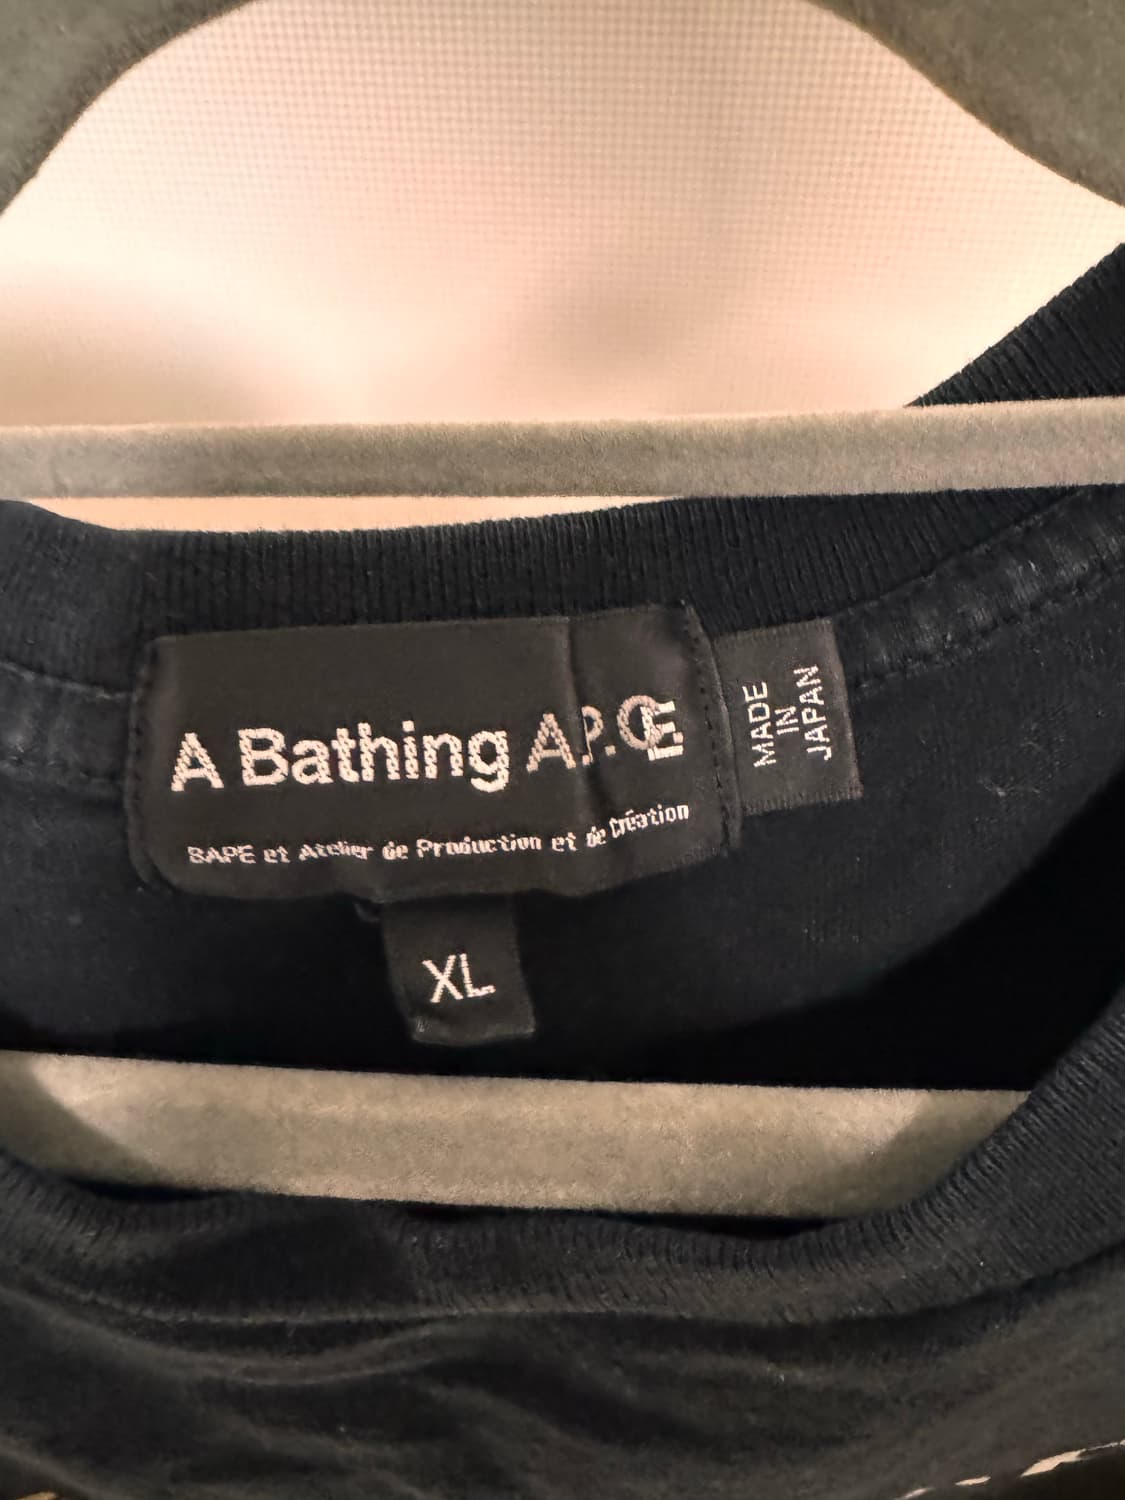 A Bathing A.P.C.E
BAPE et Atelier de Production et de Création
XL
MADE
IN
JAPAN